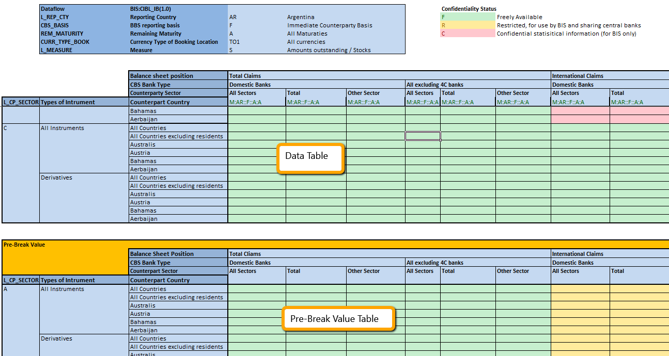 Dataflow BIS:CIBL_IB(1.0) Confidentiality Status
L_REP_CTY Reporting Country AR Argentina F Freely Available
CBS_BASIS BBS reporting basis F Immediate Counterparty Basis R Restricted, for use by BIS and sharing central banks
REM_MATURITY Remaining Maturity A All Maturaties C Confidential statisitical information (for BIS only)
CURR_TYPE_BOOK Currency Type of Booking Location TO1 All currencies
L_MEASURE Measure S Amounts outstanding / Stocks
Balance sheet position Total Claims International Claims
CBS Bank Type Domestic Banks All excluding 4C banks Domestic Banks
Counterparty Sector All Sectors Total Other Sector All Sectors Total Other Sector All Sectors Total
L_CP_SECTOR Types of Intrument Counterpart Country M:AR::F::A:A M:AR::F::A:A M:AR::F::A:A M:AR::F::A:A M:AR::F::A:A M:AR::F::A:A M:AR::F::A:A M:AR::F::A:A
Bahamas
Aerbaijan
C All Instruments All Countries
All Countries excluding residents
Australis
Austria
Bahamas
Aerbaijan
Data Table
Derivatives All Countries
All Countries excluding residents
Australis
Austria
Bahamas
Aerbaijan
Pre-Break Value
Balance Sheet Position Total Claims International Claims
CBS Bank Type Domestic Banks All excluding 4C banks Domestic Banks
Counterpart Sector All Sectors Total Other Sector All Sectors Total Other Sector All Sectors Total
L_CP_SECTOR Types of Intrument Counterpart Country
A All Instruments All Countries
All Countries excluding residents
Australis
Austria
Bahamas
Aerbaijan
Pre-Break Value Table
Derivatives All Countries
All Countries excluding residents
Australis